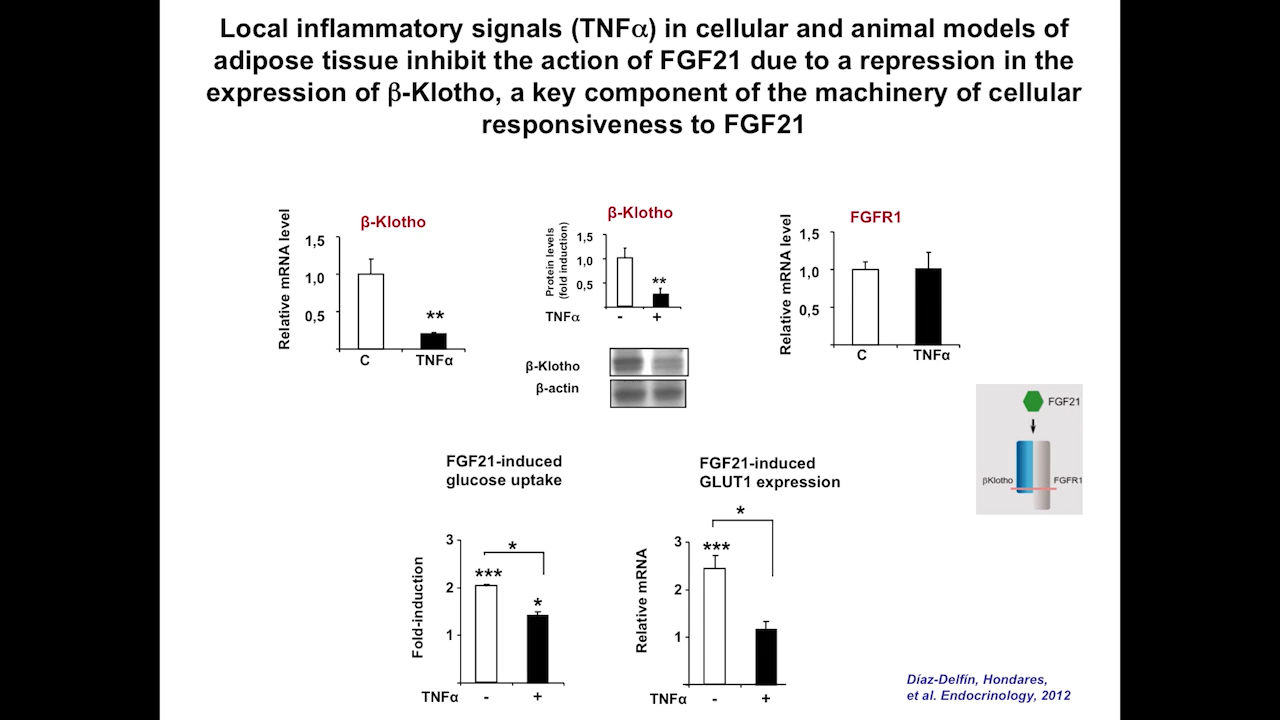 Local inflammatory signals (TNFα) in cellular and animal models of
adipose tissue inhibit the action of FGF21 due to a repression in the
expression of β-Klotho, a key component of the machinery of cellular
responsiveness to FGF21
β-Klotho
Relative mRNA level
1,5
1,0
0,5
**
C
TNFα
β-Klotho
Protein levels
(fold induction)
1,5
1,0
0,5
**
TNFα
-
+
β-Klotho
β-actin
FGFR1
Relative mRNA level
1,5
1,0
0,5
C
TNFα
FGF21
βKlotho
FGFR1
FGF21-induced
glucose uptake
Fold-induction
3
2
1
*
***
*
TNFα
-
+
FGF21-induced
GLUT1 expression
Relative mRNA
3
2
1
*
***
TNFα
-
+
Díaz-Delfín, Hondares,
et al. Endocrinology, 2012